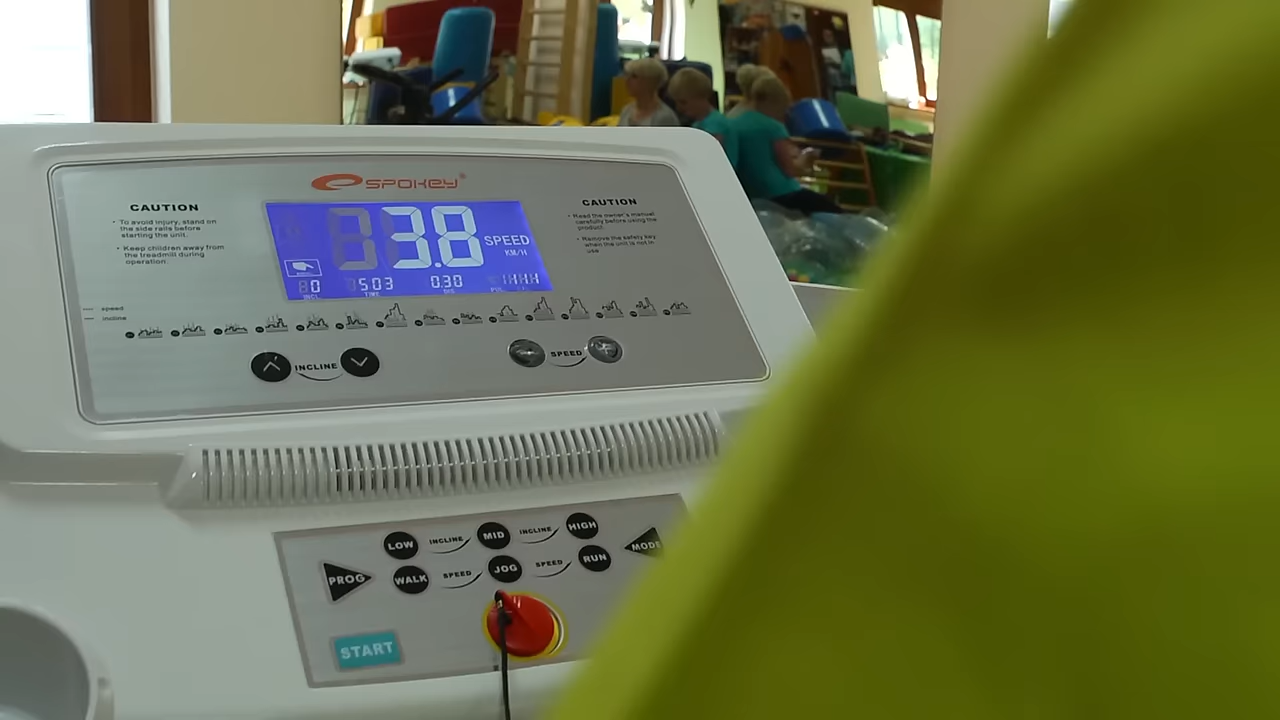 SPOKEY®
CAUTION
• To avoid injury, stand on
the side rails before
starting the unit.
• Keep children away from
the treadmill during
operation.
3.8
SPEED
KM/H
0
5:03
0.30
INCL
TIME
CAUTION
• Read the owner's manual
carefully before using the
product.
• Remove the safety key
when the unit is not in
use
speed
incline
INCLINE
SPEED
LOW
INCLINE
MID
INCLINE
HIGH
MODE
PROG
WALK
SPEED
JOG
SPEED
RUN
START